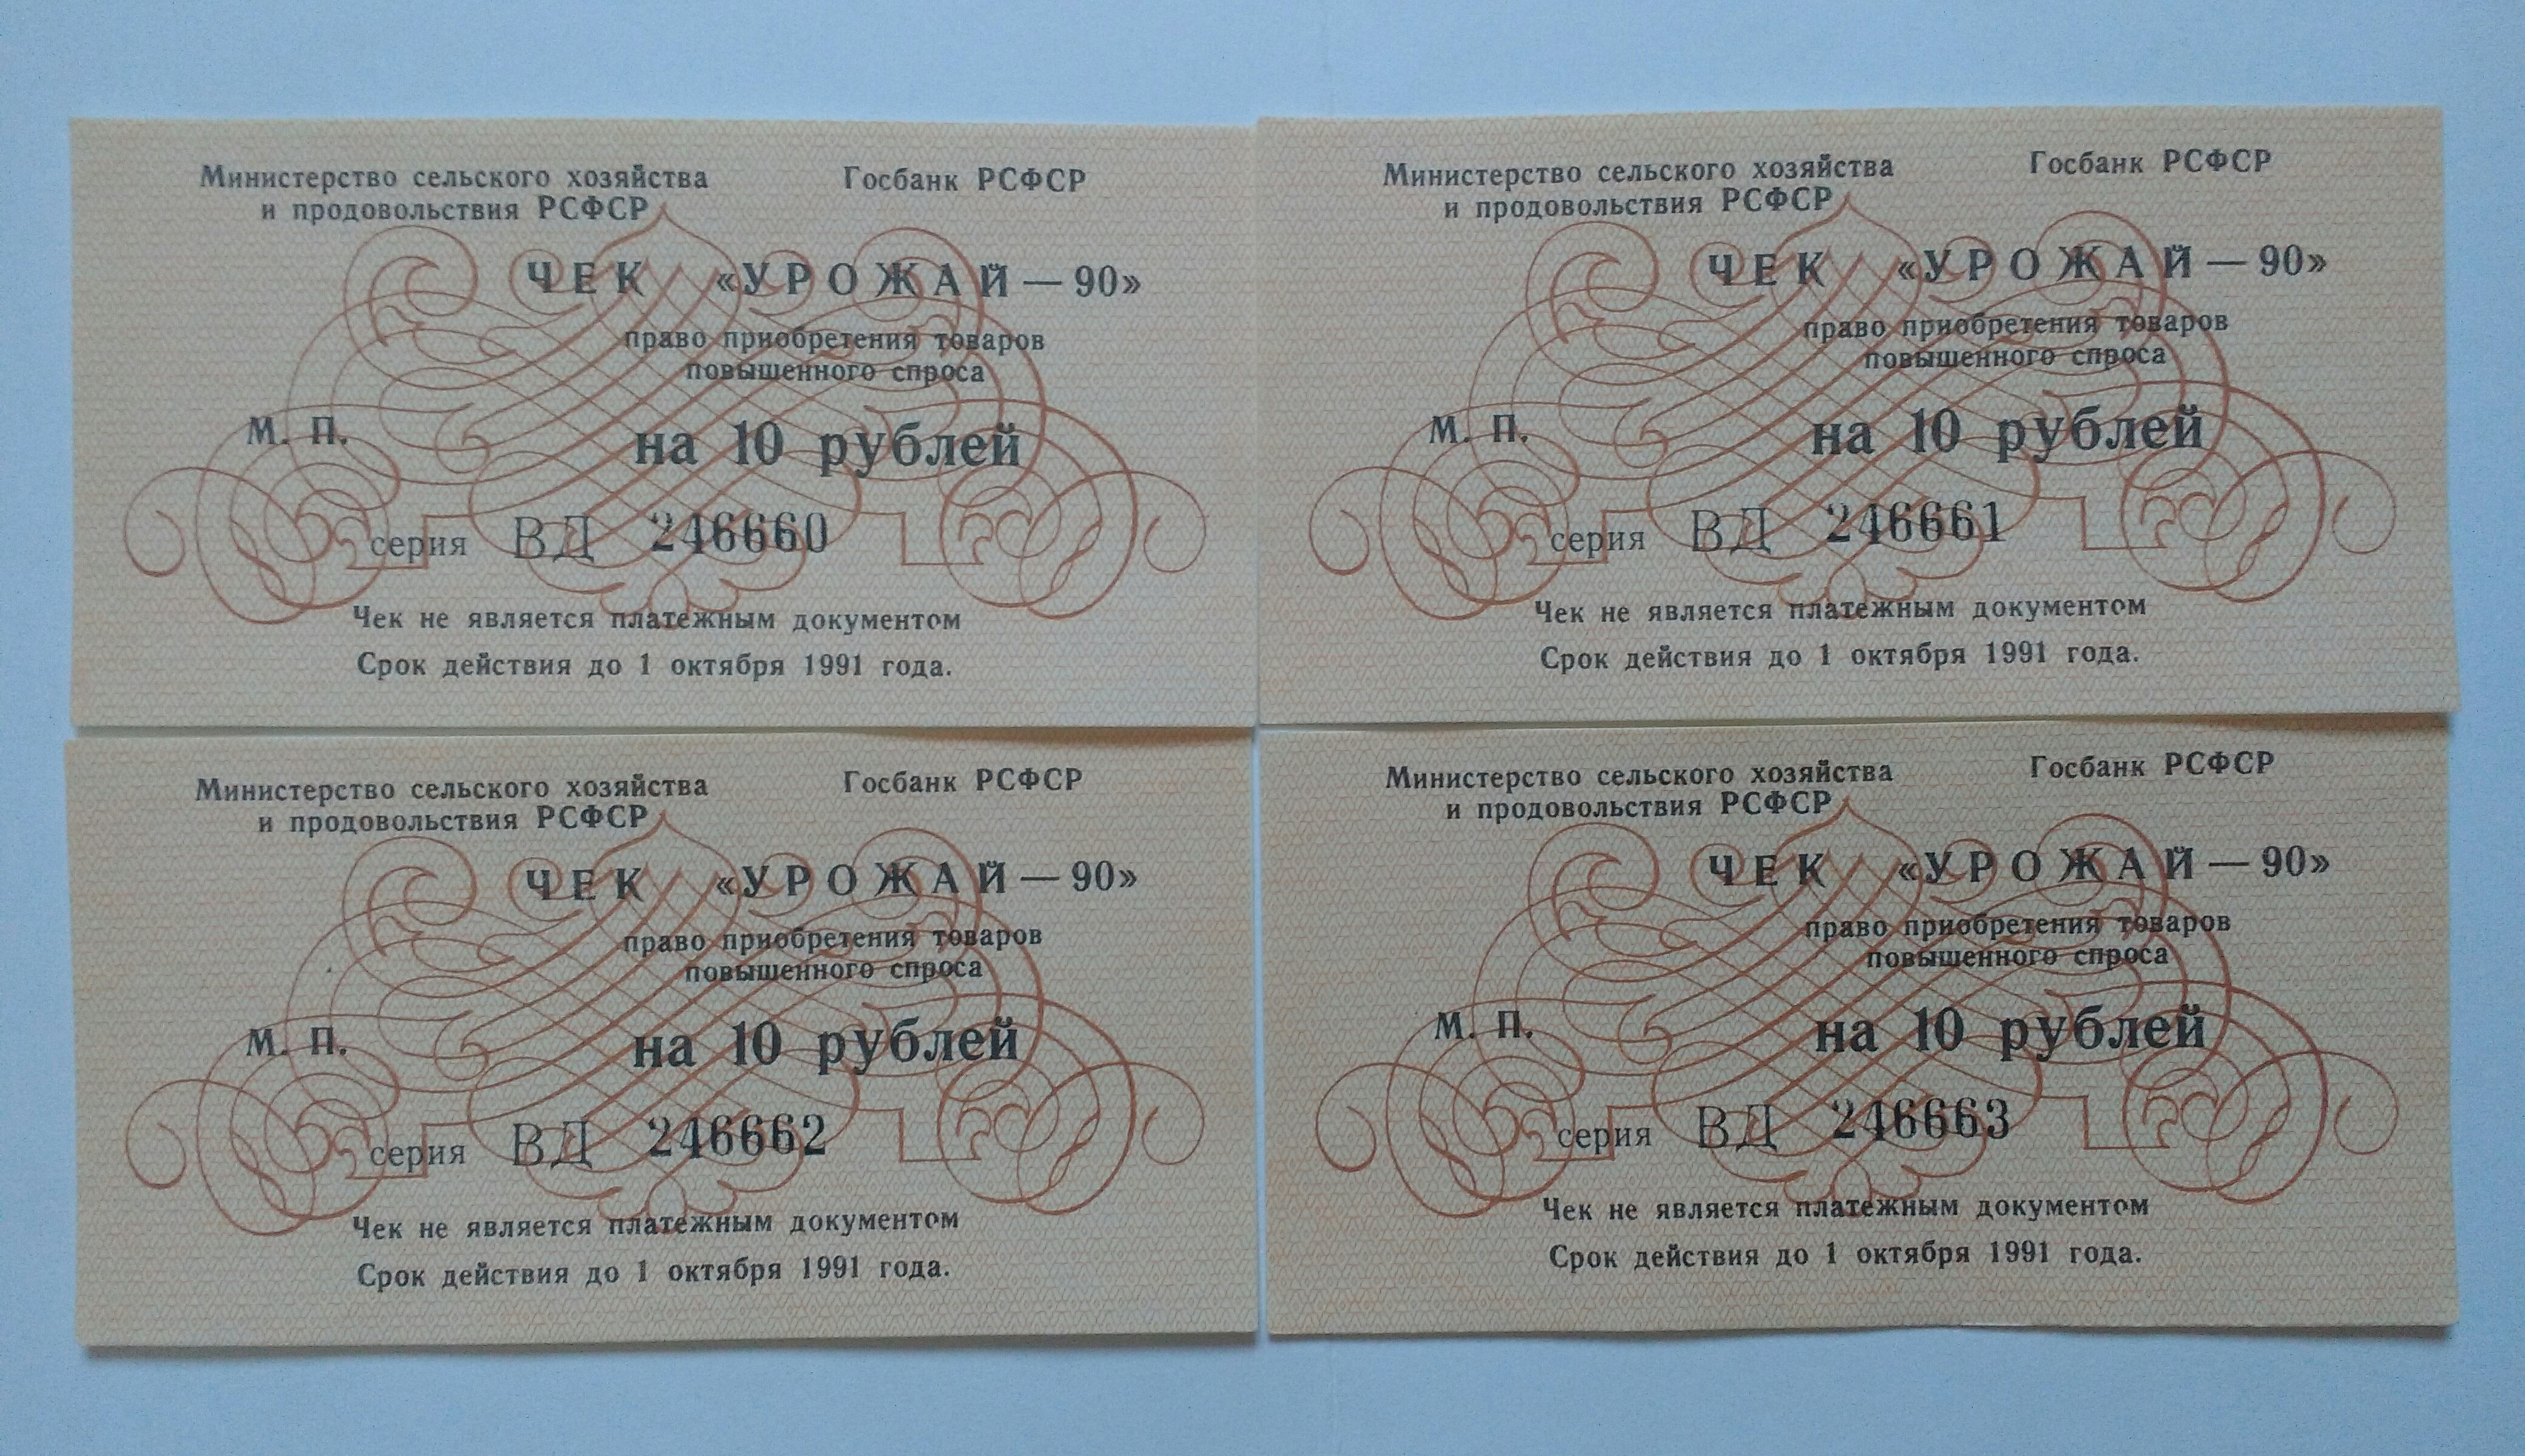 Министерство сельского хозяйства
и продовольствия РСФСР
Госбанк РСФСР
ЧЕК «УРОЖАЙ — 90»
право приобретения товаров
повышенного спроса
М. П.
на 10 рублей
серия ВД 246660
Чек не является платежным документом
Срок действия до 1 октября 1991 года.
Министерство сельского хозяйства
и продовольствия РСФСР
Госбанк РСФСР
ЧЕК «УРОЖАЙ — 90»
право приобретения товаров
повышенного спроса
М. П.
на 10 рублей
серия ВД 246661
Чек не является платежным документом
Срок действия до 1 октября 1991 года.
Министерство сельского хозяйства
и продовольствия РСФСР
Госбанк РСФСР
ЧЕК «УРОЖАЙ — 90»
право приобретения товаров
повышенного спроса
М. П.
на 10 рублей
серия ВД 246662
Чек не является платежным документом
Срок действия до 1 октября 1991 года.
Министерство сельского хозяйства
и продовольствия РСФСР
Госбанк РСФСР
ЧЕК «УРОЖАЙ — 90»
право приобретения товаров
повышенного спроса
М. П.
на 10 рублей
серия ВД 246663
Чек не является платежным документом
Срок действия до 1 октября 1991 года.